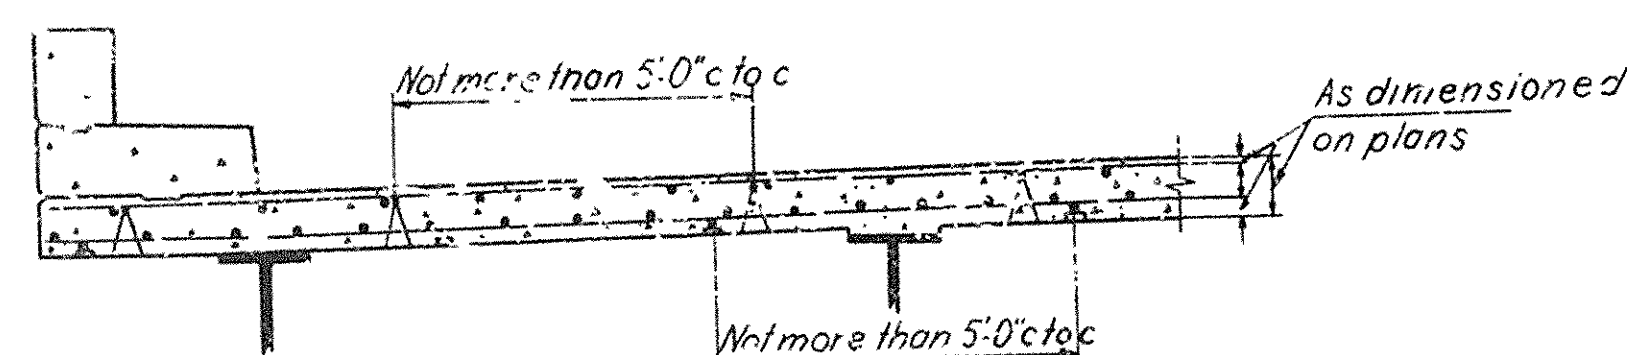 Not more than 5'-0" c to c
As dimensioned
on plans
Not more than 5'-0" c to c